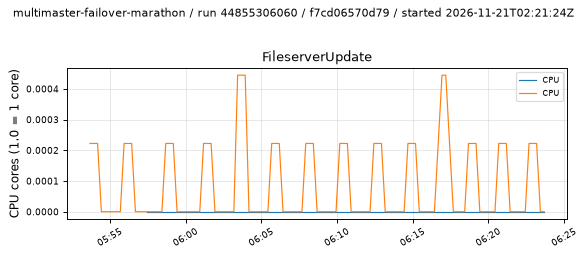 multimaster-failover-marathon / run 44855306060 / f7cd06570d79 / started 2026-11-21T02:21:24Z
FileserverUpdate
CPU cores (1.0 = 1 core)
0.0004
0.0003
0.0002
0.0001
0.0000
CPU
CPU
05:55
06:00
06:05
06:10
06:15
06:20
06:25